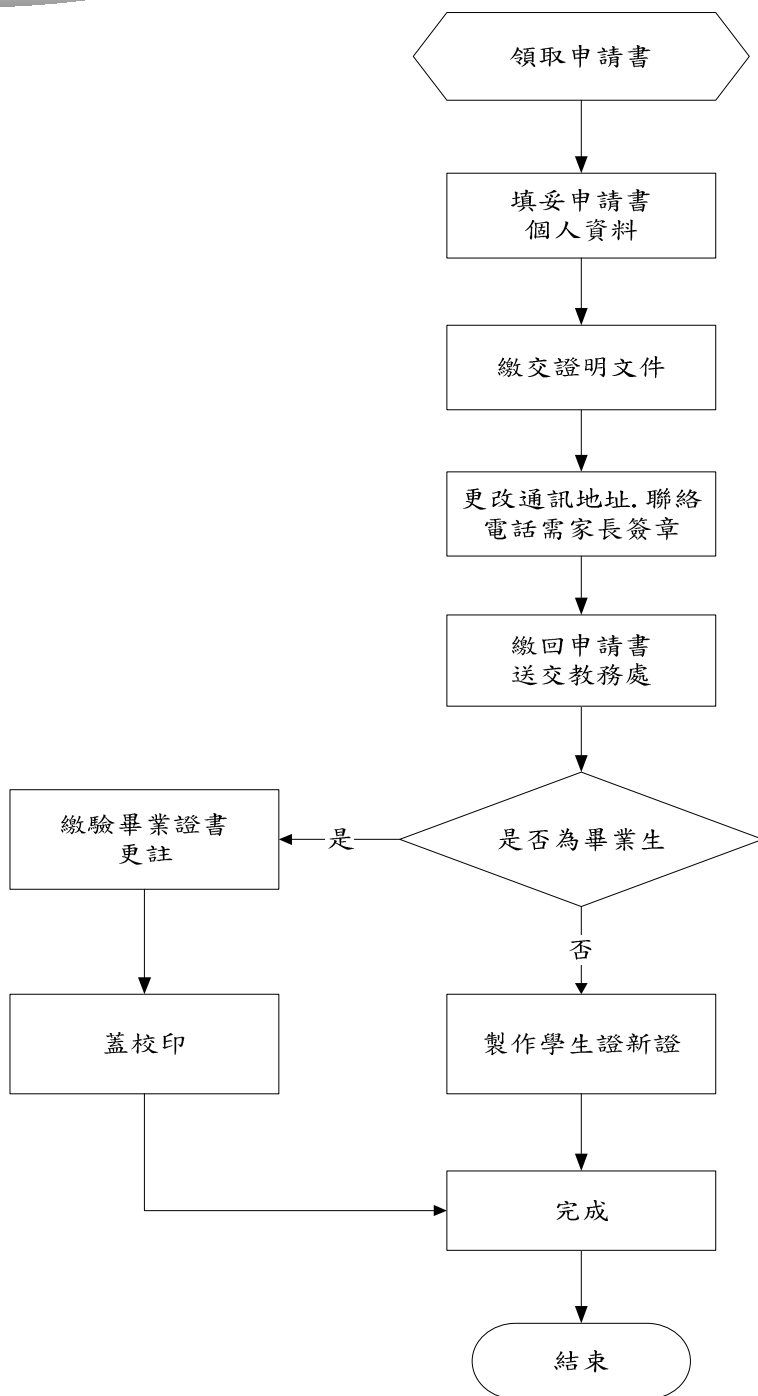 領取申請書
填妥申請書
個人資料
繳交證明文件
更改通訊地址.聯絡
電話需家長簽章
繳回申請書
送交教務處
是否為畢業生
是
繳驗畢業證書
更註
蓋校印
否
製作學生證新證
完成
結束